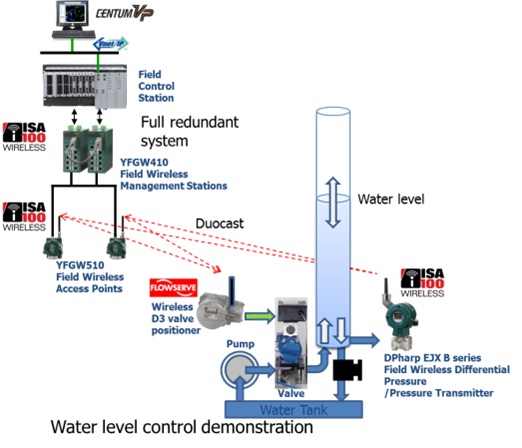 CENTUM VP
Vnet/IP
Field
Control
Station
Full redundant
system
ISA
100
WIRELESS
YFGW410
Field Wireless
Management Stations
Water level
ISA
100
WIRELESS
Duocast
YFGW510
Field Wireless
Access Points
FLOWSERVE
Wireless
D3 valve
positioner
ISA
100
WIRELESS
Pump
Valve
DPharp EJX B series
Field Wireless Differential
Pressure
/Pressure Transmitter
Water Tank
Water level control demonstration